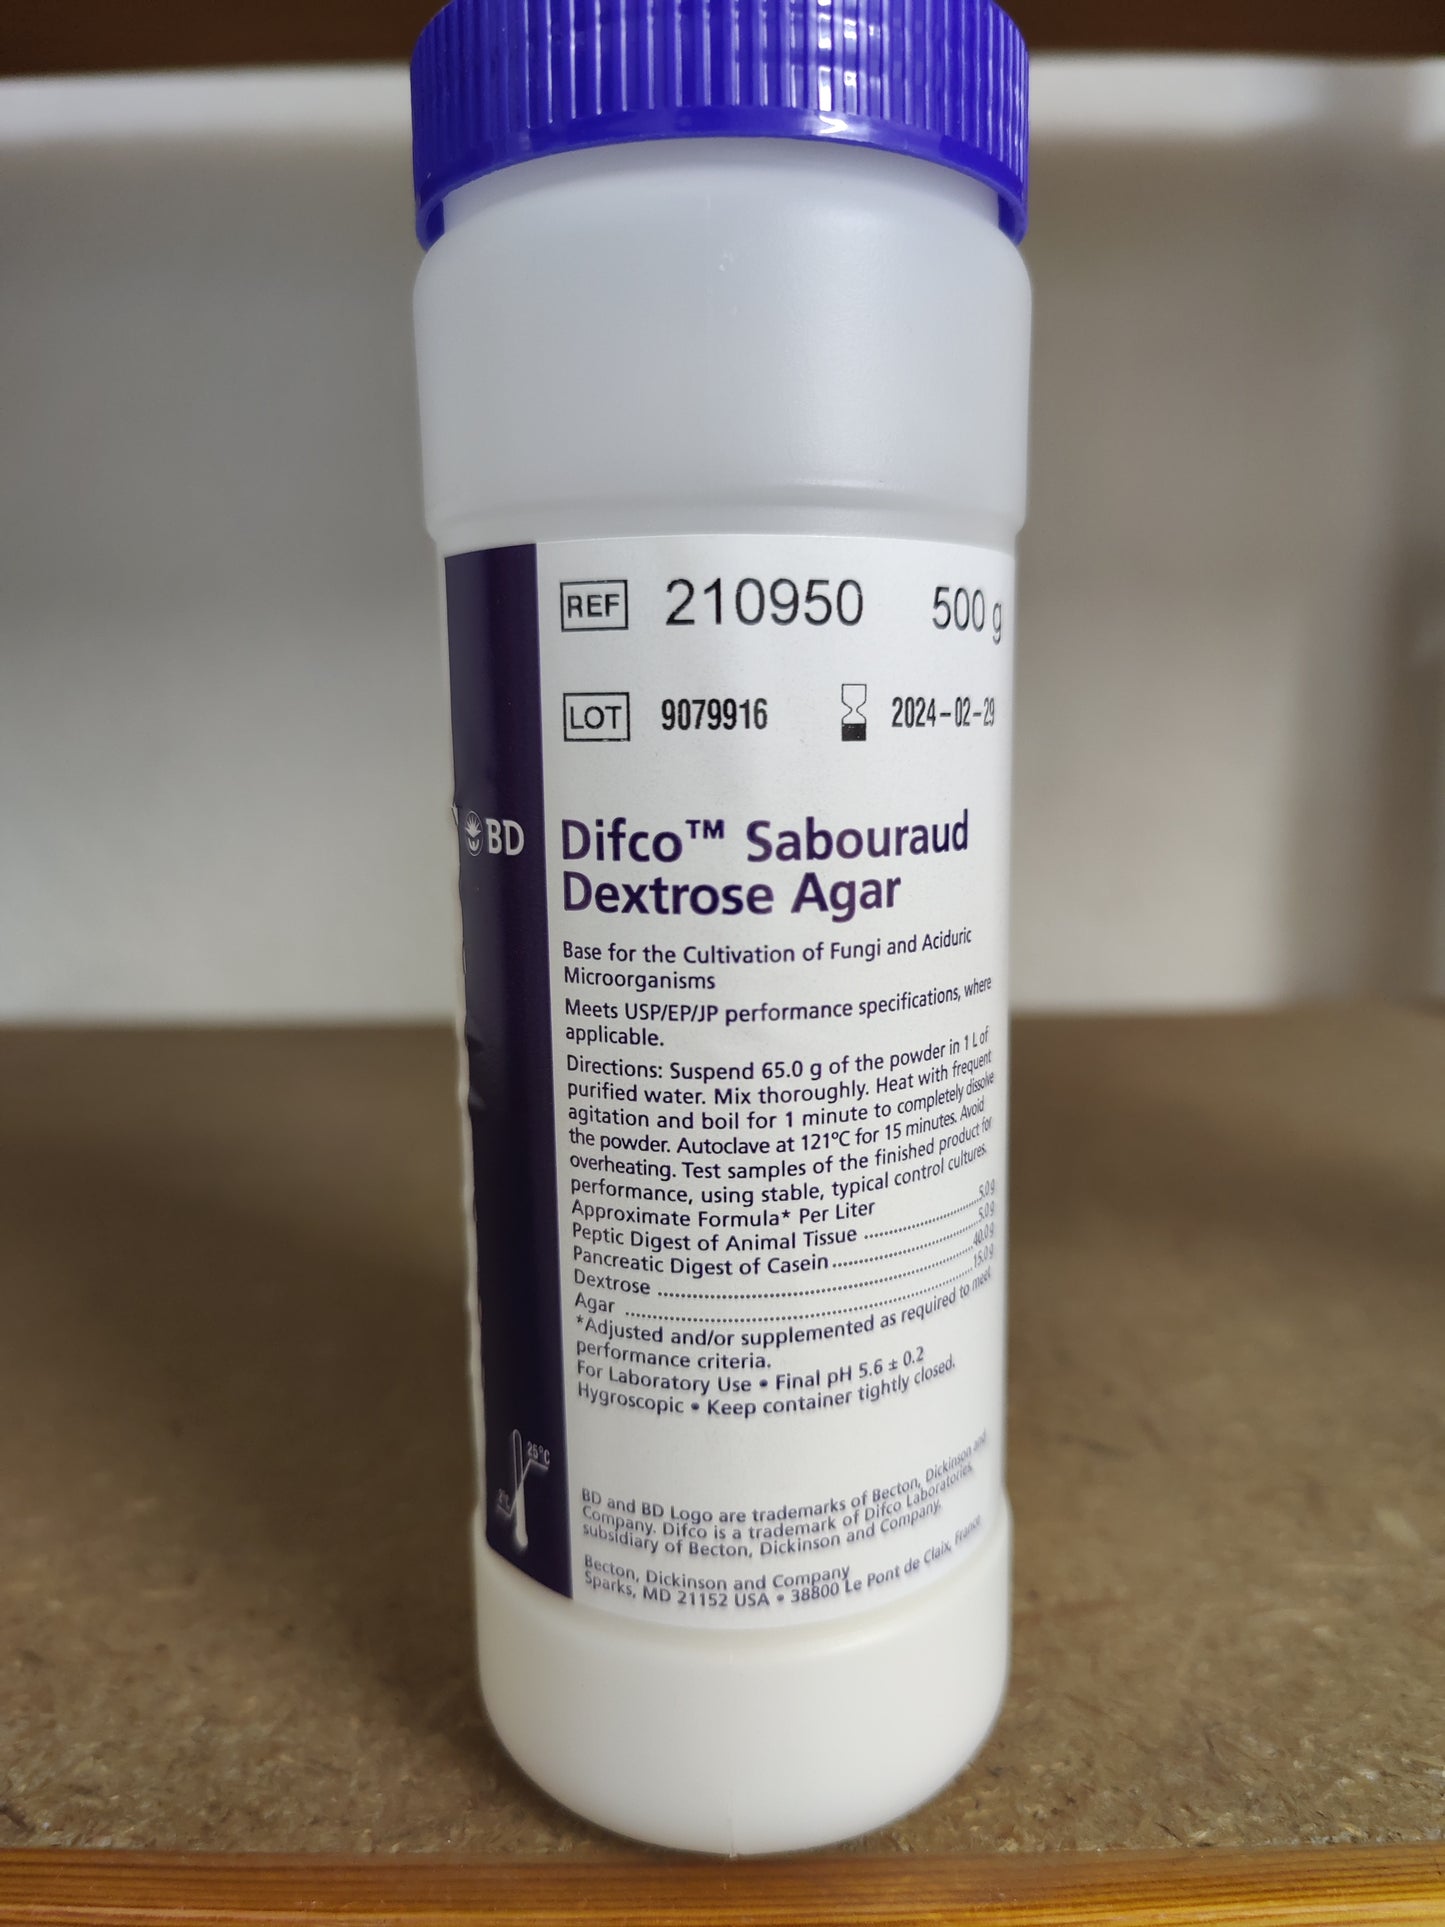 REF 210950 500 g
LOT 9079916 2024-02-29
BD
Difco™ Sabouraud
Dextrose Agar
Base for the Cultivation of Fungi and Aciduric
Microorganisms
Meets USP/EP/JP performance specifications, where
applicable.
Directions: Suspend 65.0 g of the powder in 1 L of
purified water. Mix thoroughly. Heat with frequent
agitation and boil for 1 minute to completely dissolve
the powder. Autoclave at 121°C for 15 minutes. Avoid
overheating. Test samples of the finished product for
performance, using stable, typical control cultures.
Approximate Formula* Per Liter
Peptic Digest of Animal Tissue 5.0 g
Pancreatic Digest of Casein 5.0 g
Dextrose 40.0 g
Agar 15.0 g
*Adjusted and/or supplemented as required to meet
performance criteria.
For Laboratory Use • Final pH 5.6 ± 0.2
Hygroscopic • Keep container tightly closed.
25°C
2°C
BD and BD Logo are trademarks of Becton, Dickinson and
Company. Difco is a trademark of Difco Laboratories,
subsidiary of Becton, Dickinson and Company.
Becton, Dickinson and Company
Sparks, MD 21152 USA • 38800 Le Pont de Claix, France